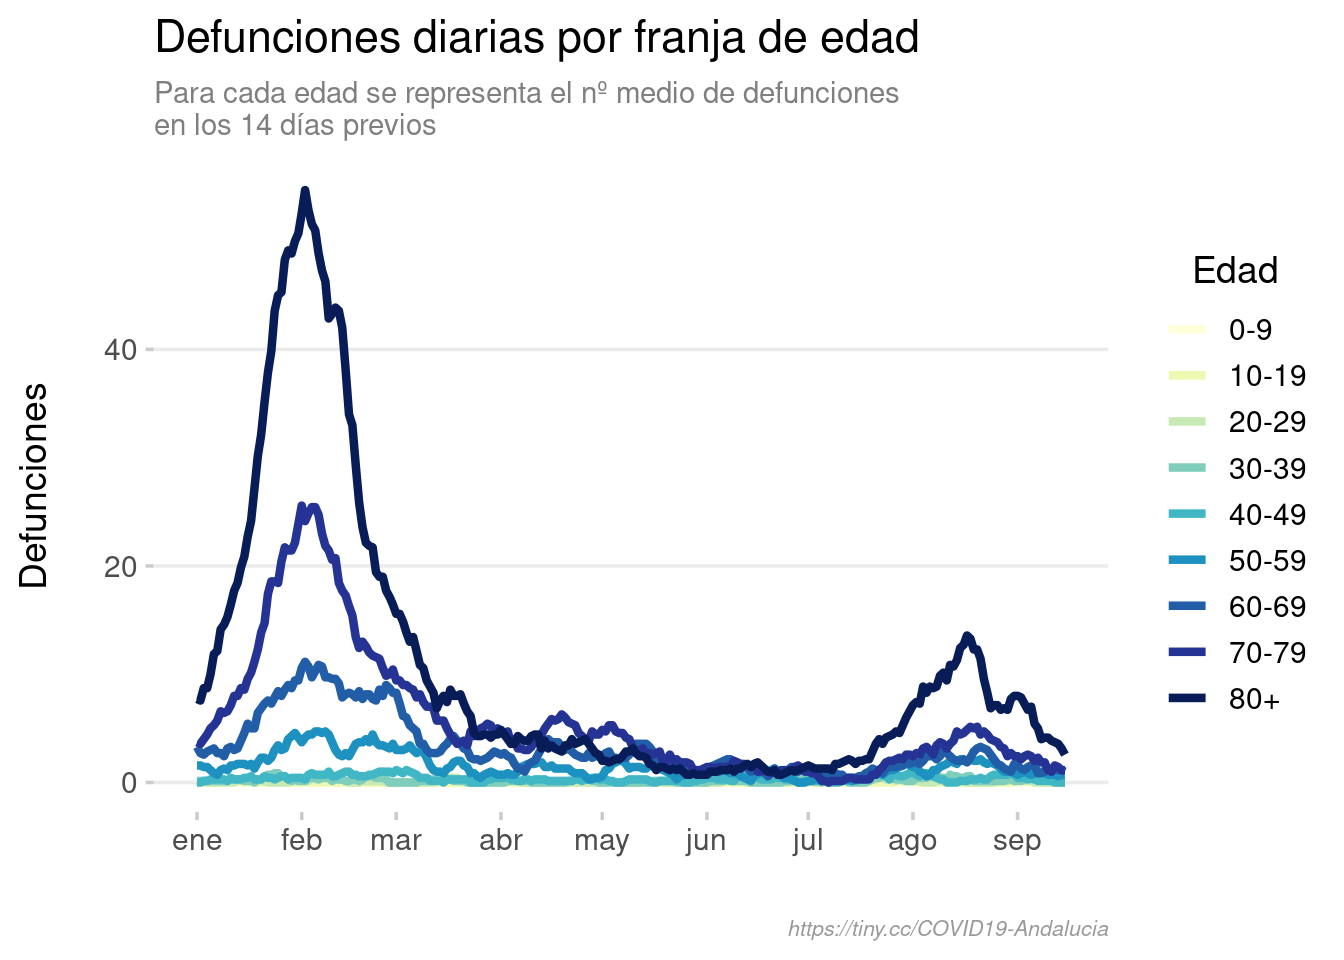 Defunciones diarias por franja de edad
Para cada edad se representa el nº medio de defunciones
en los 14 días previos
Defunciones
40
20
0
ene
feb
mar
abr
may
jun
jul
ago
sep
Edad
0-9
10-19
20-29
30-39
40-49
50-59
60-69
70-79
80+
https://tiny.cc/COVID19-Andalucia